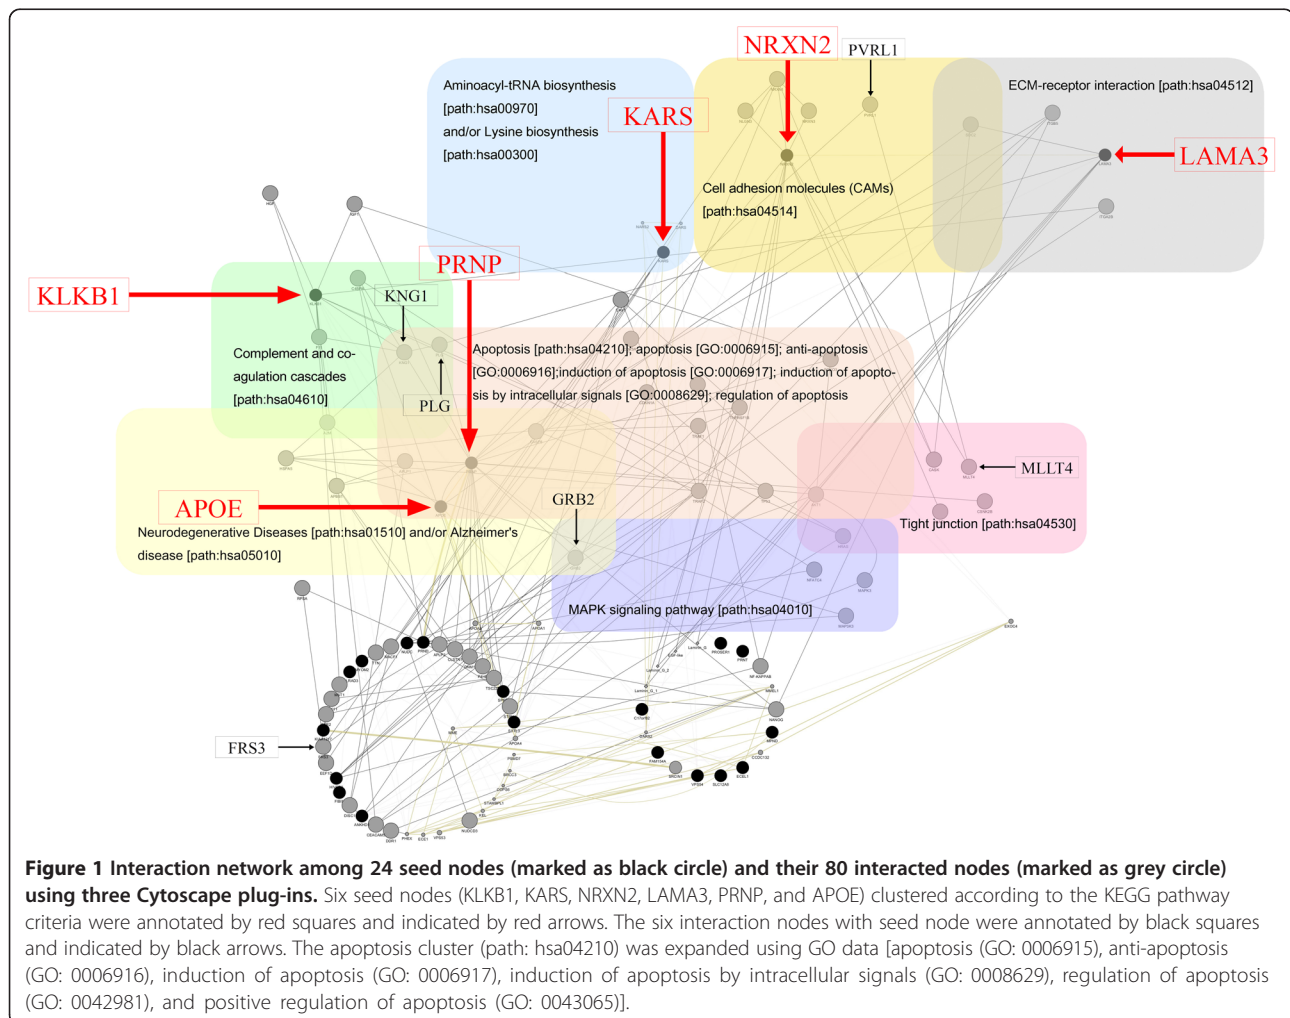 NRXN2
PVRL1
Aminoacyl-tRNA biosynthesis
[path:hsa00970]
and/or Lysine biosynthesis
[path:hsa00300]
KARS
ECM-receptor interaction [path:hsa04512]
LAMA3
Cell adhesion molecules (CAMs)
[path:hsa04514]
PRNP
KLKB1
KNG1
Complement and co-
agulation cascades
[path:hsa04610]
PLG
Apoptosis [path:hsa04210]; apoptosis [GO:0006915]; anti-apoptosis
[GO:0006916];induction of apoptosis [GO:0006917]; induction of apopto-
sis by intracellular signals [GO:0008629]; regulation of apoptosis
MLLT4
APOE
GRB2
Neurodegenerative Diseases [path:hsa01510] and/or Alzheimer's
disease [path:hsa05010]
Tight junction [path:hsa04530]
MAPK signaling pathway [path:hsa04010]
FRS3
Figure 1 Interaction network among 24 seed nodes (marked as black circle) and their 80 interacted nodes (marked as grey circle)
using three Cytoscape plug-ins. Six seed nodes (KLKB1, KARS, NRXN2, LAMA3, PRNP, and APOE) clustered according to the KEGG pathway
criteria were annotated by red squares and indicated by red arrows. The six interaction nodes with seed node were annotated by black squares
and indicated by black arrows. The apoptosis cluster (path: hsa04210) was expanded using GO data [apoptosis (GO: 0006915), anti-apoptosis
(GO: 0006916), induction of apoptosis (GO: 0006917), induction of apoptosis by intracellular signals (GO: 0008629), regulation of apoptosis
(GO: 0042981), and positive regulation of apoptosis (GO: 0043065)].